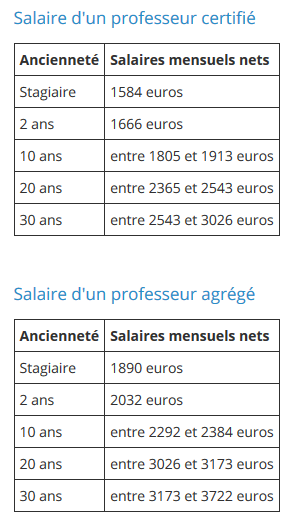 Salaire d'un professeur certifié
Ancienneté Salaires mensuels nets
Stagiaire 1584 euros
2 ans 1666 euros
10 ans entre 1805 et 1913 euros
20 ans entre 2365 et 2543 euros
30 ans entre 2543 et 3026 euros
Salaire d'un professeur agrégé
Ancienneté Salaires mensuels nets
Stagiaire 1890 euros
2 ans 2032 euros
10 ans entre 2292 et 2384 euros
20 ans entre 3026 et 3173 euros
30 ans entre 3173 et 3722 euros